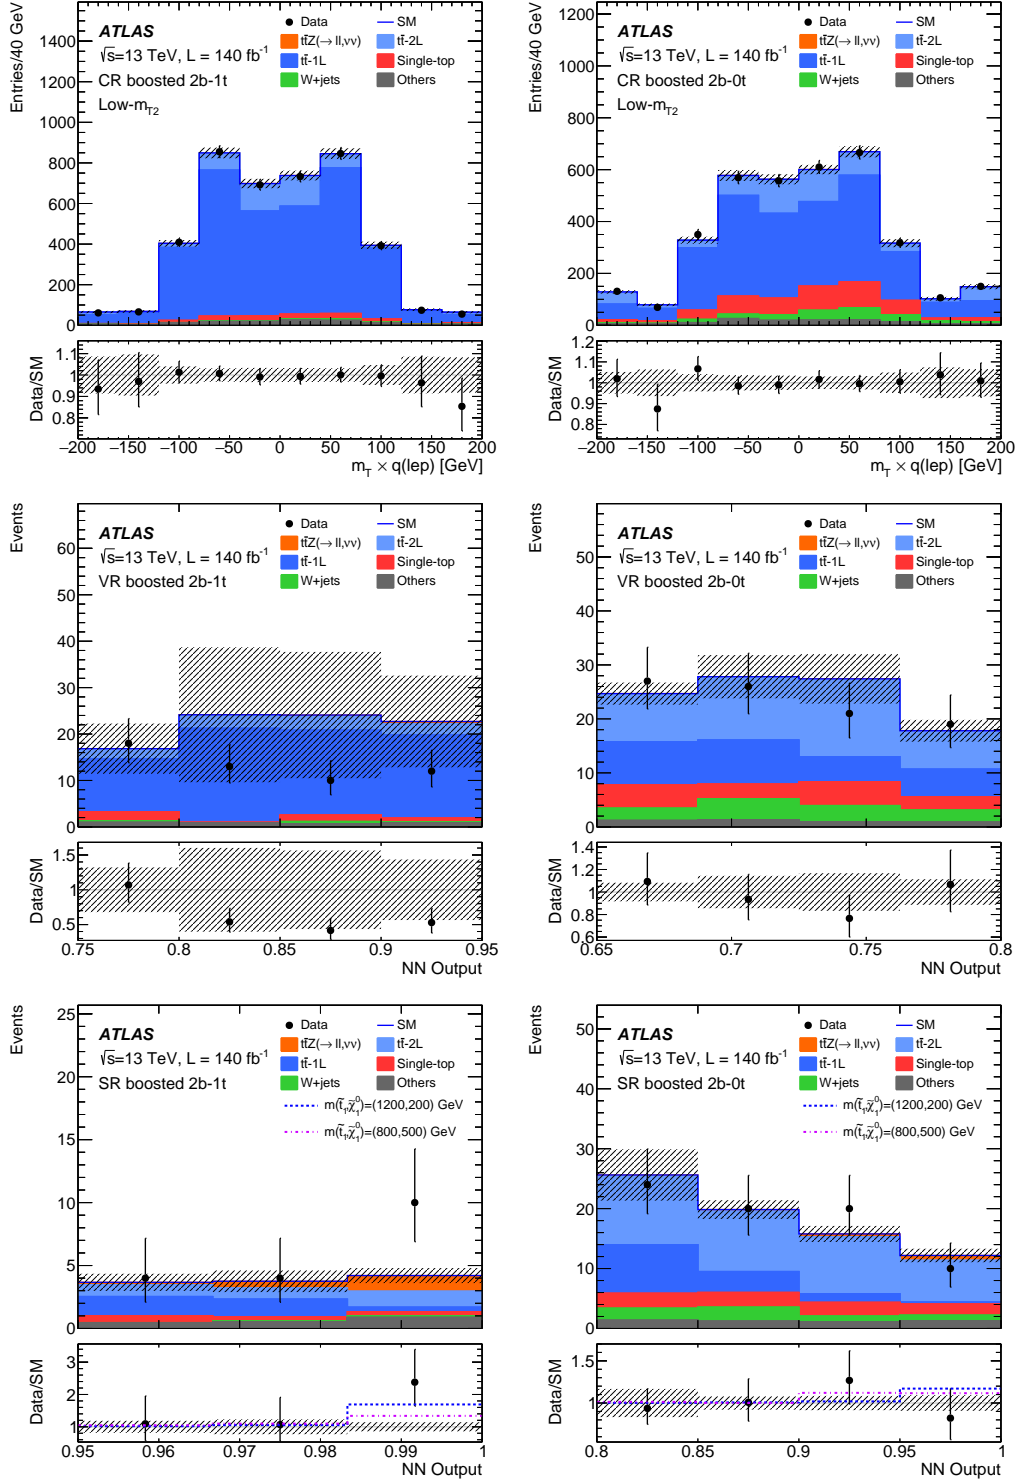 Entries/40 GeV
1400
1200
1000
800
600
400
200
0
ATLAS
√s=13 TeV, L = 140 fb⁻¹
CR boosted 2b-1t
Low-m_T2
Data
SM
tt̄Z(→ ll,νν)
tt̄-2L
tt̄-1L
Single-top
W+jets
Others
Data/SM
1.1
1.0
0.9
0.8
−200 −150 −100 −50 0 50 100 150 200
m_T × q(lep) [GeV]
Entries/40 GeV
1200
1000
800
600
400
200
0
ATLAS
√s=13 TeV, L = 140 fb⁻¹
CR boosted 2b-0t
Low-m_T2
Data
SM
tt̄Z(→ ll,νν)
tt̄-2L
tt̄-1L
Single-top
W+jets
Others
Data/SM
1.2
1.1
1.0
0.9
0.8
−200 −150 −100 −50 0 50 100 150 200
m_T × q(lep) [GeV]
Events
60
50
40
30
20
10
0
ATLAS
√s=13 TeV, L = 140 fb⁻¹
VR boosted 2b-1t
Data
SM
tt̄Z(→ ll,νν)
tt̄-2L
tt̄-1L
Single-top
W+jets
Others
Data/SM
1.5
1
0.5
0.75 0.8 0.85 0.9 0.95
NN Output
Events
50
40
30
20
10
0
ATLAS
√s=13 TeV, L = 140 fb⁻¹
VR boosted 2b-0t
Data
SM
tt̄Z(→ ll,νν)
tt̄-2L
tt̄-1L
Single-top
W+jets
Others
Data/SM
1.4
1.2
1.0
0.8
0.6
0.65 0.7 0.75 0.8
NN Output
Events
25
20
15
10
5
0
ATLAS
√s=13 TeV, L = 140 fb⁻¹
SR boosted 2b-1t
Data
SM
tt̄Z(→ ll,νν)
tt̄-2L
tt̄-1L
Single-top
W+jets
Others
m(t̃₁,χ̃₁⁰)=(1200,200) GeV
m(t̃₁,χ̃₁⁰)=(800,500) GeV
Data/SM
3
2
1
0.95 0.96 0.97 0.98 0.99 1
NN Output
Events
50
40
30
20
10
0
ATLAS
√s=13 TeV, L = 140 fb⁻¹
SR boosted 2b-0t
Data
SM
tt̄Z(→ ll,νν)
tt̄-2L
tt̄-1L
Single-top
W+jets
Others
m(t̃₁,χ̃₁⁰)=(1200,200) GeV
m(t̃₁,χ̃₁⁰)=(800,500) GeV
Data/SM
1.5
1.0
0.8 0.85 0.9 0.95 1
NN Output